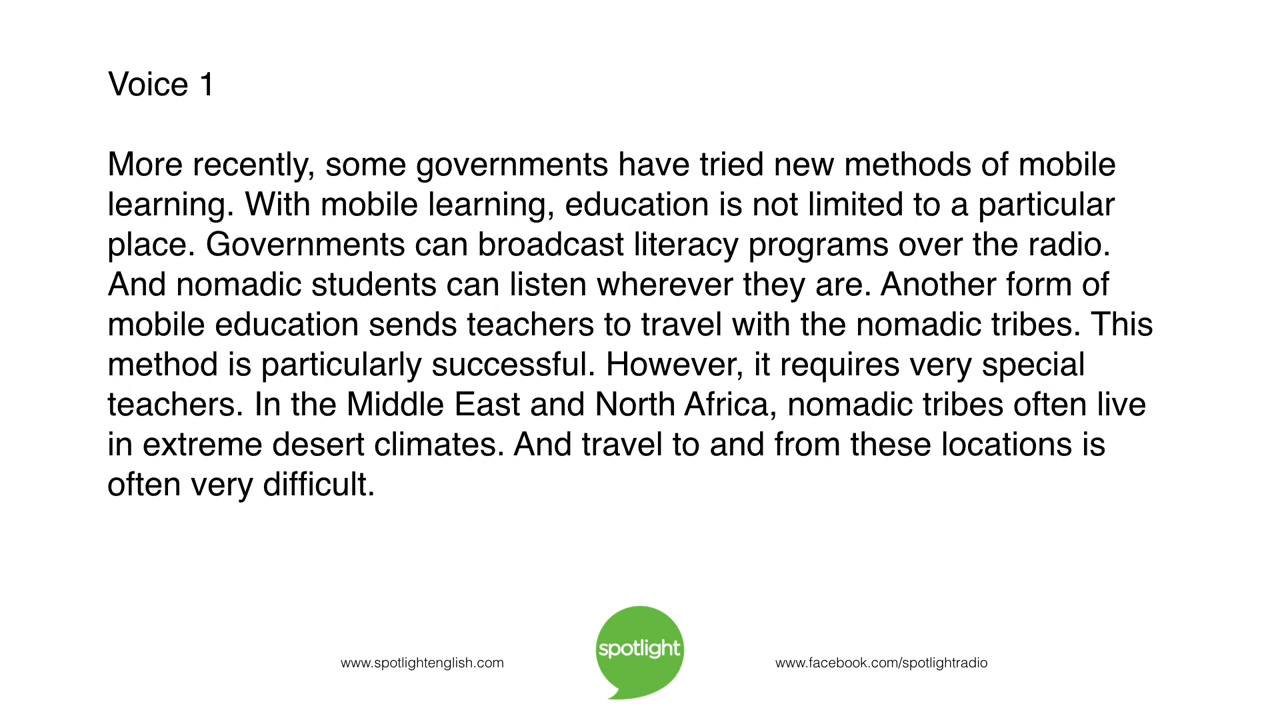 Voice 1
More recently, some governments have tried new methods of mobile
learning. With mobile learning, education is not limited to a particular
place. Governments can broadcast literacy programs over the radio.
And nomadic students can listen wherever they are. Another form of
mobile education sends teachers to travel with the nomadic tribes. This
method is particularly successful. However, it requires very special
teachers. In the Middle East and North Africa, nomadic tribes often live
in extreme desert climates. And travel to and from these locations is
often very difficult.
www.spotlightenglish.com
spotlight
www.facebook.com/spotlightradio